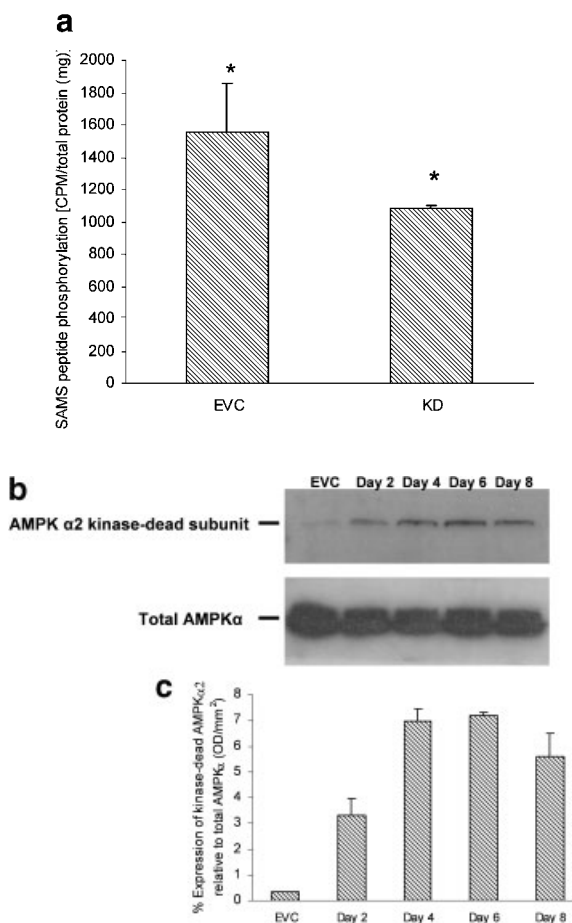 a
SAMS peptide phosphorylation [CPM/total protein (mg)]
2000
1800
1600
1400
1200
1000
800
600
400
200
0
*
*
EVC KD
b
EVC Day 2 Day 4 Day 6 Day 8
AMPK α2 kinase-dead subunit
Total AMPKα
c
% Expression of kinase-dead AMPKα2
relative to total AMPKα (OD/mm²)
8
7
6
5
4
3
2
1
0
EVC Day 2 Day 4 Day 6 Day 8